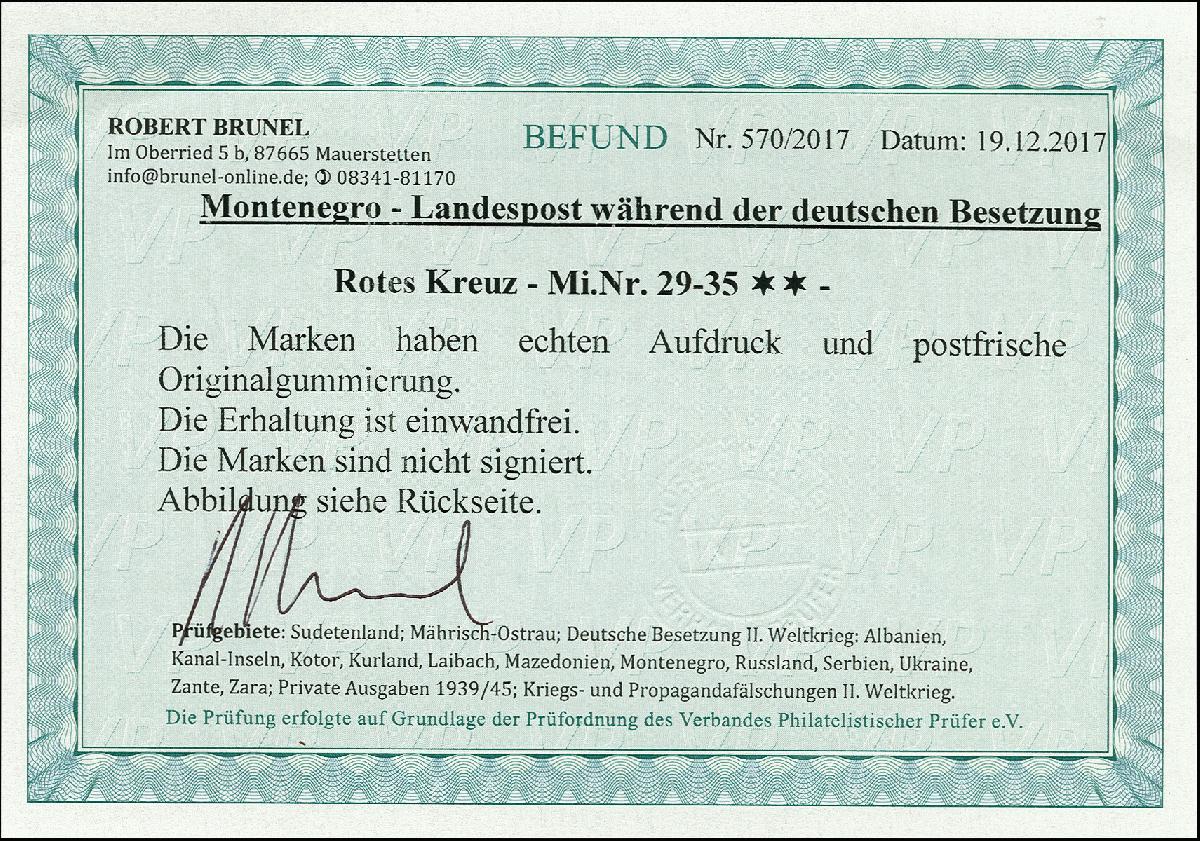 ROBERT BRUNEL
Im Oberried 5 b, 87665 Mauerstetten
info@brunel-online.de; ✆ 08341-81170
BEFUND Nr. 570/2017 Datum: 19.12.2017
Montenegro - Landespost während der deutschen Besetzung
Rotes Kreuz - Mi.Nr. 29-35 ✶✶ -
Die Marken haben echten Aufdruck und postfrische
Originalgummierung.
Die Erhaltung ist einwandfrei.
Die Marken sind nicht signiert.
Abbildung siehe Rückseite.
Prüfgebiete: Sudetenland; Mährisch-Ostrau; Deutsche Besetzung II. Weltkrieg: Albanien,
Kanal-Inseln, Kotor, Kurland, Laibach, Mazedonien, Montenegro, Russland, Serbien, Ukraine,
Zante, Zara; Private Ausgaben 1939/45; Kriegs- und Propagandafälschungen II. Weltkrieg.
Die Prüfung erfolgte auf Grundlage der Prüfordnung des Verbandes Philatelistischer Prüfer e.V.